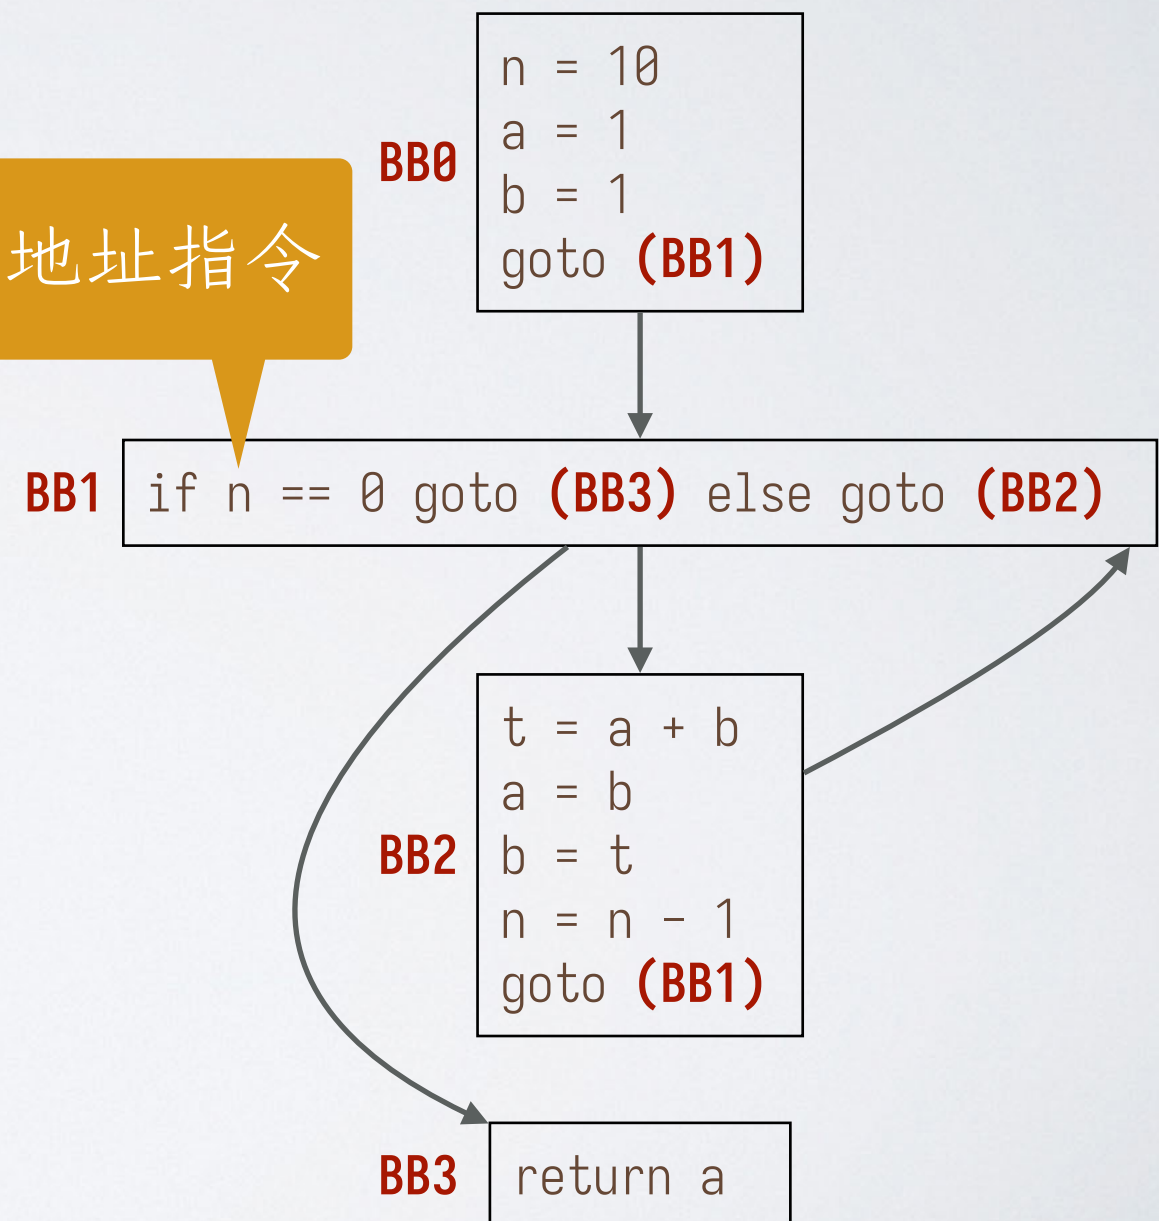 n = 10
a = 1
BB0
b = 1
goto (BB1)
地址指令
BB1
if n == 0 goto (BB3) else goto (BB2)
t = a + b
a = b
BB2
b = t
n = n - 1
goto (BB1)
BB3
return a